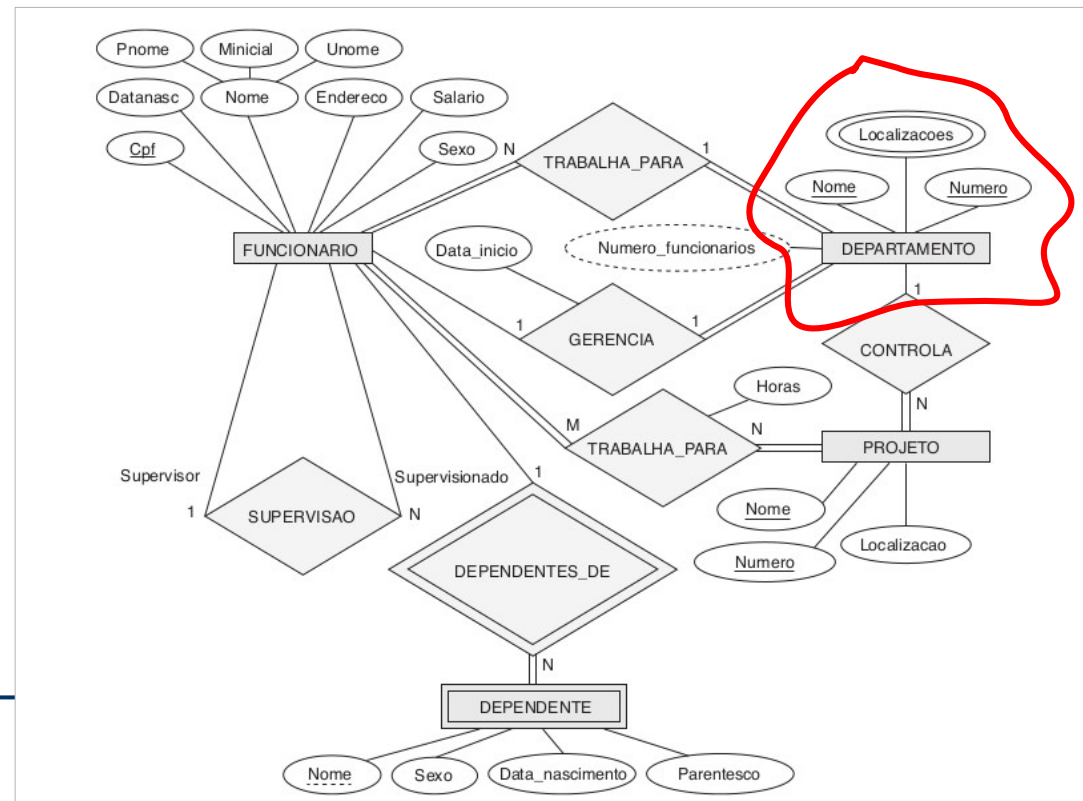 Pnome Minicial Unome
Datanasc Nome Endereco Salario
Cpf Sexo
N TRABALHA_PARA 1
Localizacoes
Nome Numero
FUNCIONARIO Data_inicio Numero_funcionarios DEPARTAMENTO
1 GERENCIA 1
1
CONTROLA
Horas
N
M TRABALHA_PARA N PROJETO
Supervisor Supervisionado 1
1 SUPERVISAO N
Nome
Numero Localizacao
DEPENDENTES_DE
N
DEPENDENTE
Nome Sexo Data_nascimento Parentesco